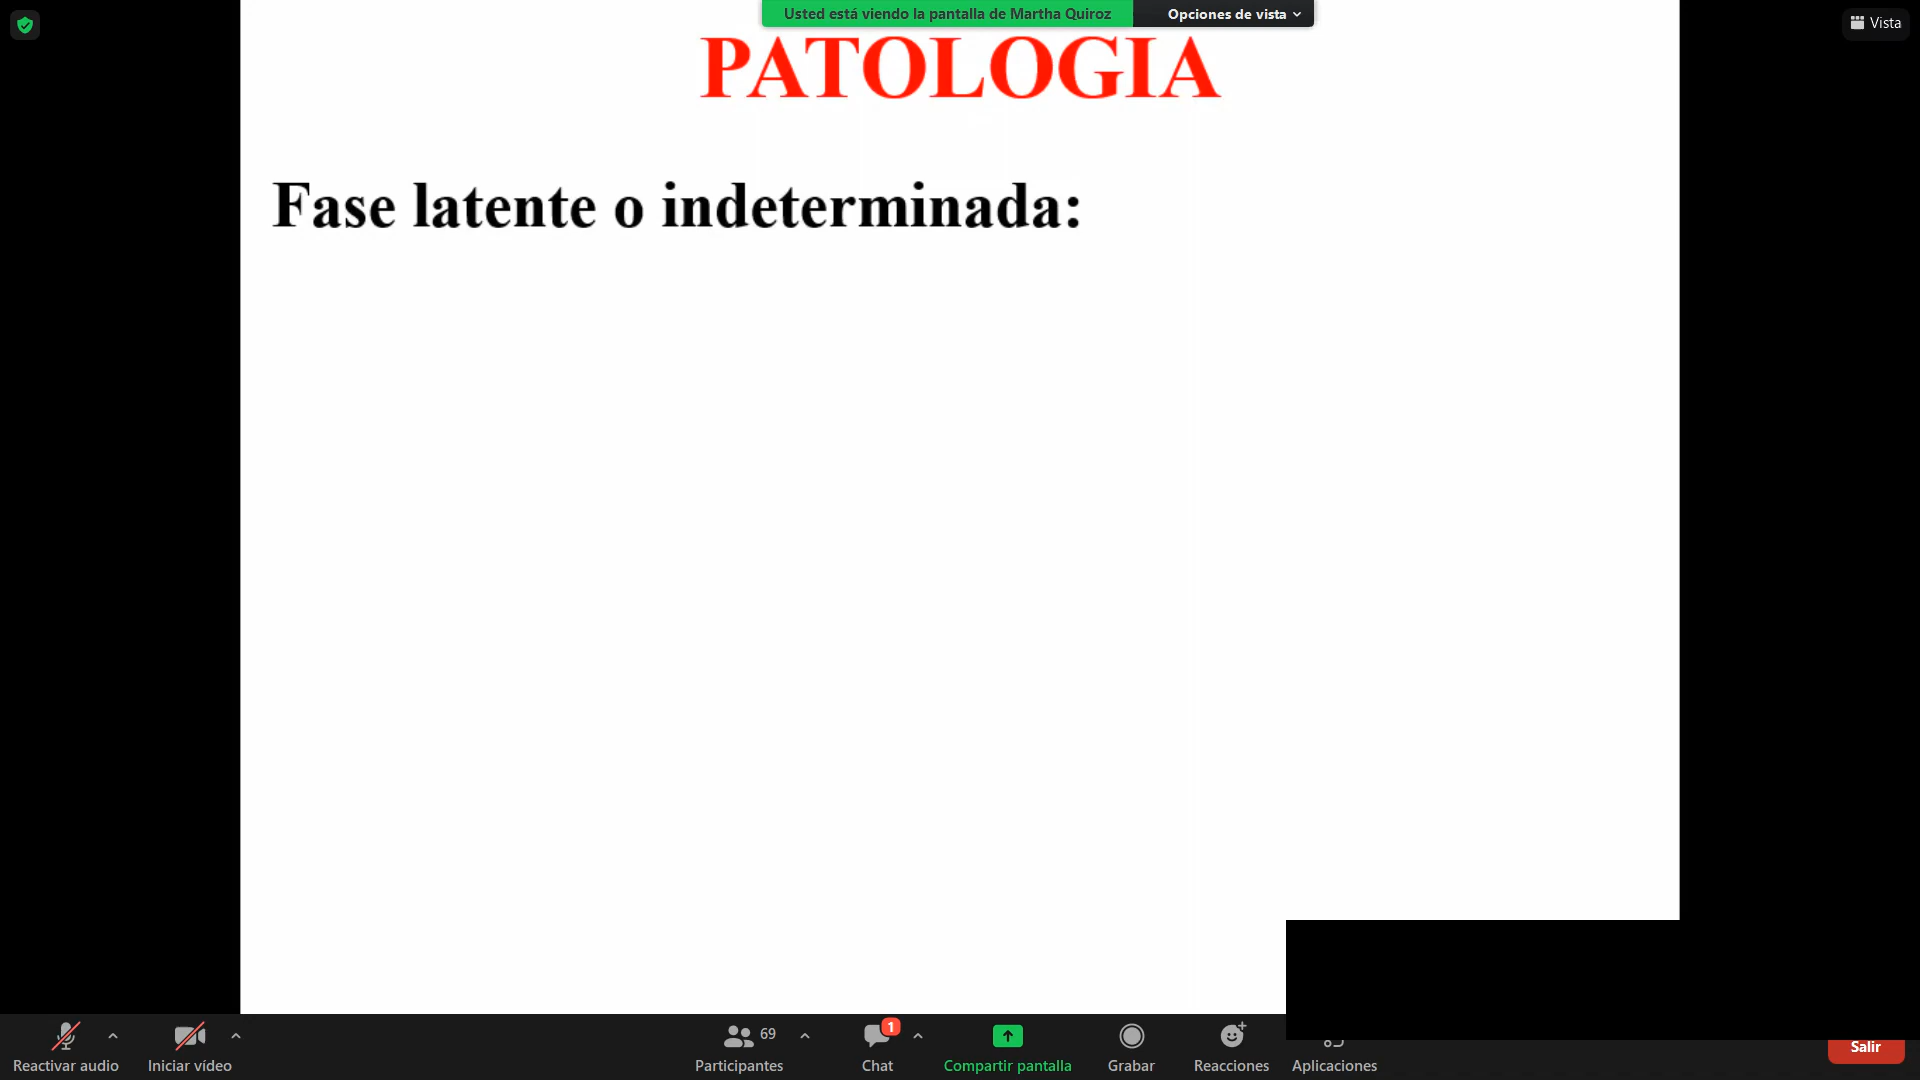 Usted está viendo la pantalla de Martha Quiroz
Opciones de vista
Vista
PATOLOGIA
Fase latente o indeterminada:
69
1
Reactivar audio
Iniciar vídeo
Participantes
Chat
Compartir pantalla
Grabar
Reacciones
Aplicaciones
Salir